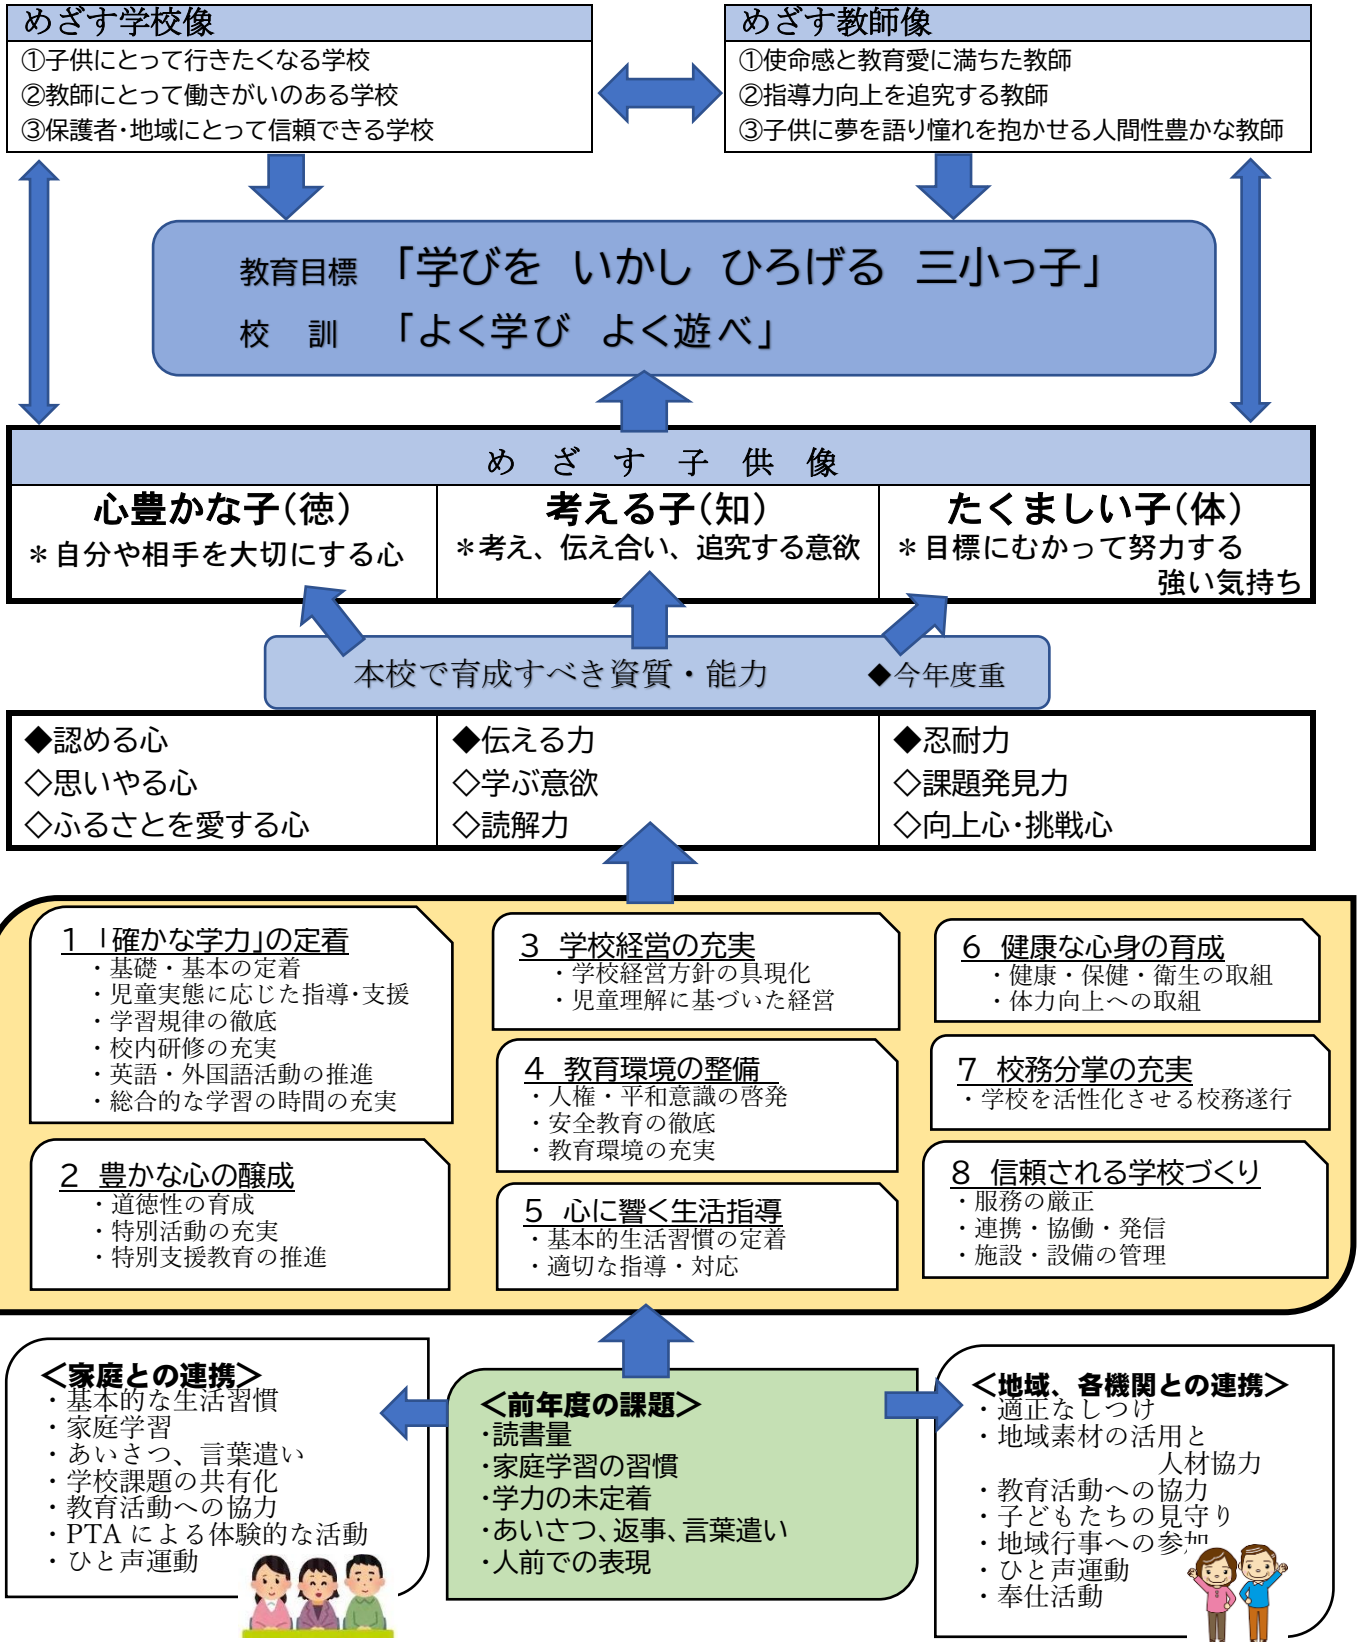 めざす学校像
①子供にとって行きたくなる学校
②教師にとって働きがいのある学校
③保護者・地域にとって信頼できる学校
めざす教師像
①使命感と教育愛に満ちた教師
②指導力向上を追究する教師
③子供に夢を語り憧れを抱かせる人間性豊かな教師
教育目標 「学びを いかし ひろげる 三小っ子」
校 訓 「よく学び よく遊べ」
め ざ す 子 供 像
心豊かな子(徳)
＊自分や相手を大切にする心
考える子(知)
＊考え、伝え合い、追究する意欲
たくましい子(体)
＊目標にむかって努力する
強い気持ち
本校で育成すべき資質・能力 ◆今年度重
◆認める心
◇思いやる心
◇ふるさとを愛する心
◆伝える力
◇学ぶ意欲
◇読解力
◆忍耐力
◇課題発見力
◇向上心・挑戦心
1 「確かな学力」の定着
・基礎・基本の定着
・児童実態に応じた指導・支援
・学習規律の徹底
・校内研修の充実
・英語・外国語活動の推進
・総合的な学習の時間の充実
2 豊かな心の醸成
・道徳性の育成
・特別活動の充実
・特別支援教育の推進
3 学校経営の充実
・学校経営方針の具現化
・児童理解に基づいた経営
4 教育環境の整備
・人権・平和意識の啓発
・安全教育の徹底
・教育環境の充実
5 心に響く生活指導
・基本的生活習慣の定着
・適切な指導・対応
6 健康な心身の育成
・健康・保健・衛生の取組
・体力向上への取組
7 校務分掌の充実
・学校を活性化させる校務遂行
8 信頼される学校づくり
・服務の厳正
・連携・協働・発信
・施設・設備の管理
＜家庭との連携＞
・基本的な生活習慣
・家庭学習
・あいさつ、言葉遣い
・学校課題の共有化
・教育活動への協力
・PTA による体験的な活動
・ひと声運動
＜前年度の課題＞
・読書量
・家庭学習の習慣
・学力の未定着
・あいさつ、返事、言葉遣い
・人前での表現
＜地域、各機関との連携＞
・適正なしつけ
・地域素材の活用と
人材協力
・教育活動への協力
・子どもたちの見守り
・地域行事への参加
・ひと声運動
・奉仕活動